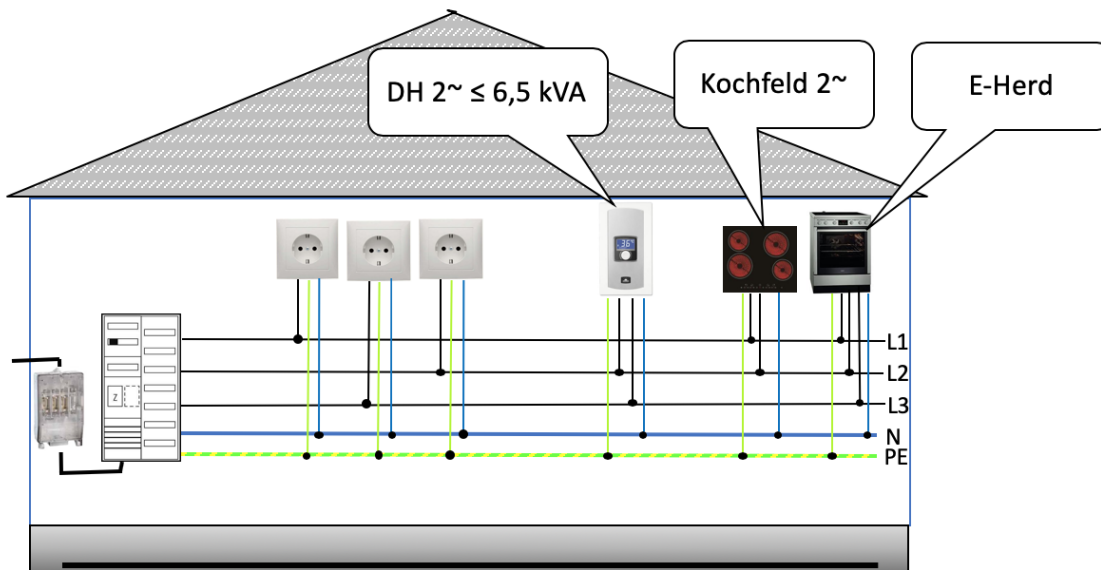 DH 2~ ≤ 6,5 kVA
Kochfeld 2~
E-Herd
36
Z
L1
L2
L3
N
PE